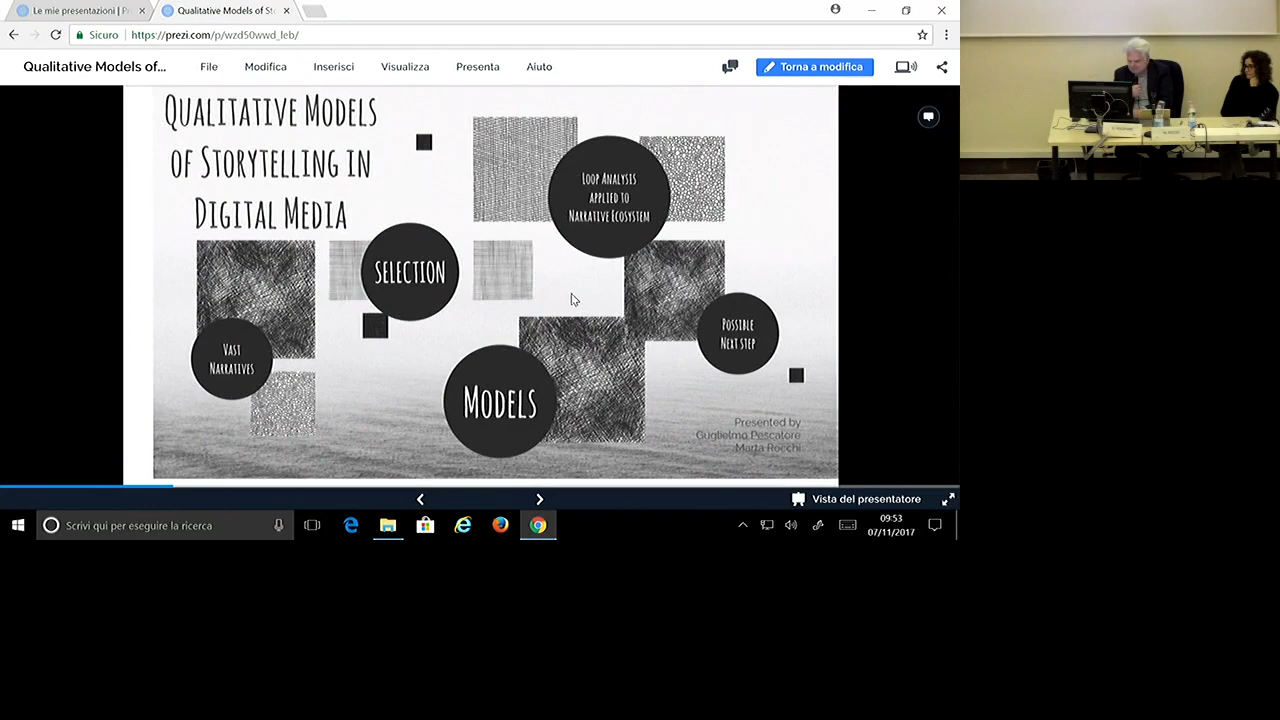 Le mie presentazioni | Pr
Qualitative Models of St
Sicuro
https://prezi.com/p/wzd50wwd_leb/
Qualitative Models of...
File
Modifica
Inserisci
Visualizza
Presenta
Aiuto
Torna a modifica
Qualitative Models
of Storytelling in
Digital Media
Loop Analysis
applied to
Narrative Ecosystem
SELECTION
Vast
Narratives
Possible
Next step
Models
Presented by
Guglielmo Pescatore
Marta Rocchi
Vista del presentatore
Scrivi qui per eseguire la ricerca
09:53
07/11/2017